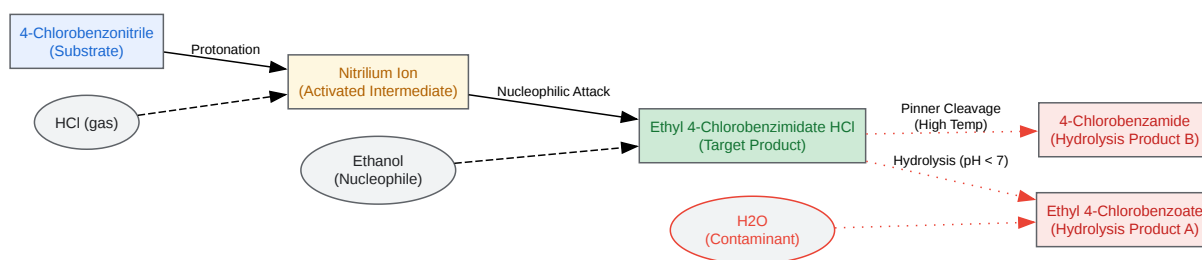 4-Chlorobenzonitrile
(Substrate)
Protonation
HCl (gas)
Nitrilium Ion
(Activated Intermediate)
Nucleophilic Attack
Ethanol
(Nucleophile)
Ethyl 4-Chlorobenzimidate HCl
(Target Product)
Pinner Cleavage
(High Temp)
Hydrolysis (pH < 7)
H2O
(Contaminant)
4-Chlorobenzamide
(Hydrolysis Product B)
Ethyl 4-Chlorobenzoate
(Hydrolysis Product A)